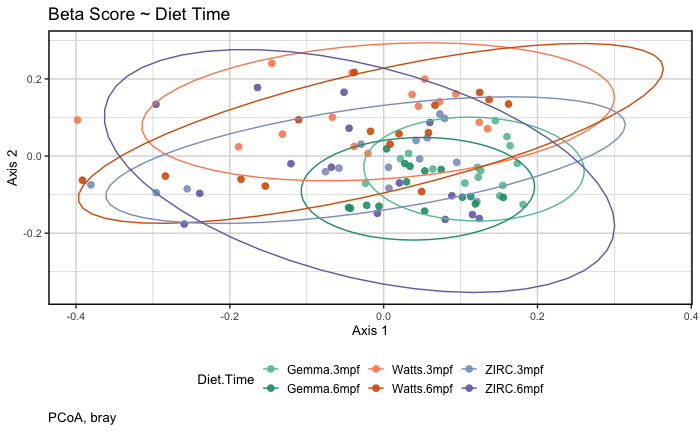 Beta Score ~ Diet Time
Axis 2
0.2
0.0
-0.2
-0.4
-0.2
0.0
0.2
0.4
Axis 1
Diet.Time
Gemma.3mpf
Watts.3mpf
ZIRC.3mpf
Gemma.6mpf
Watts.6mpf
ZIRC.6mpf
PCoA, bray